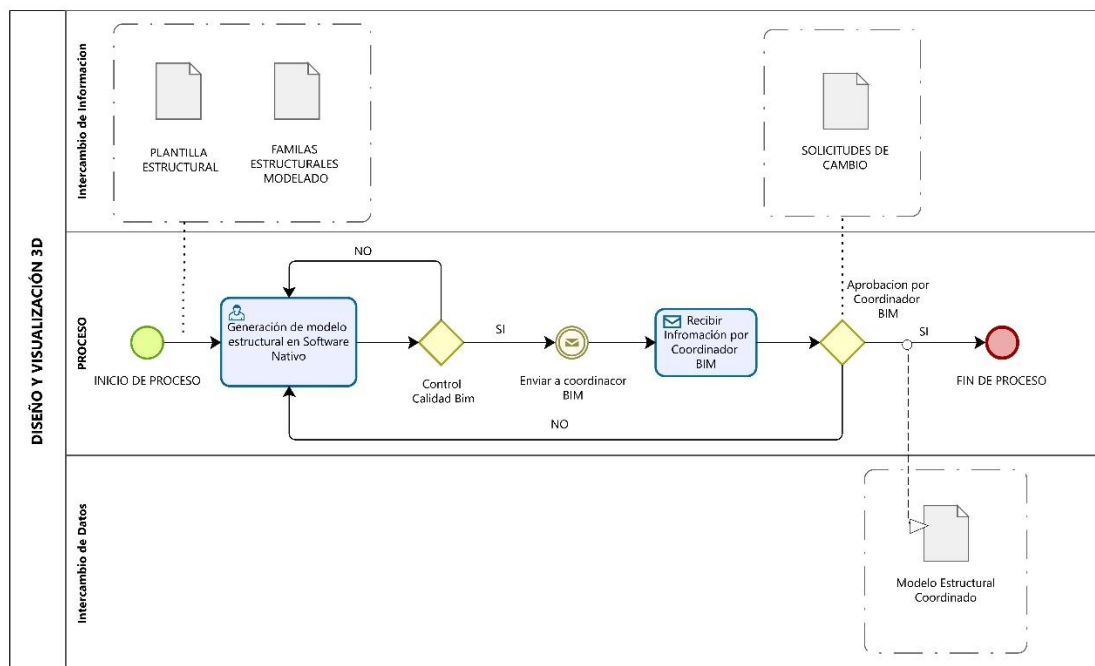 DISEÑO Y VISUALIZACIÓN 3D
Intercambio de Informacion
PLANTILLA
ESTRUCTURAL
FAMILAS
ESTRUCTURALES
MODELADO
SOLICITUDES DE
CAMBIO
PROCESO
INICIO DE PROCESO
NO
Generación de modelo
estructural en Software
Nativo
Control
Calidad Bim
SI
Enviar a coordinacor
BIM
Recibir
Infromación por
Coordinador
BIM
Aprobacion por
Coordinador
BIM
SI
FIN DE PROCESO
NO
Intercambio de Datos
Modelo Estructural
Coordinado